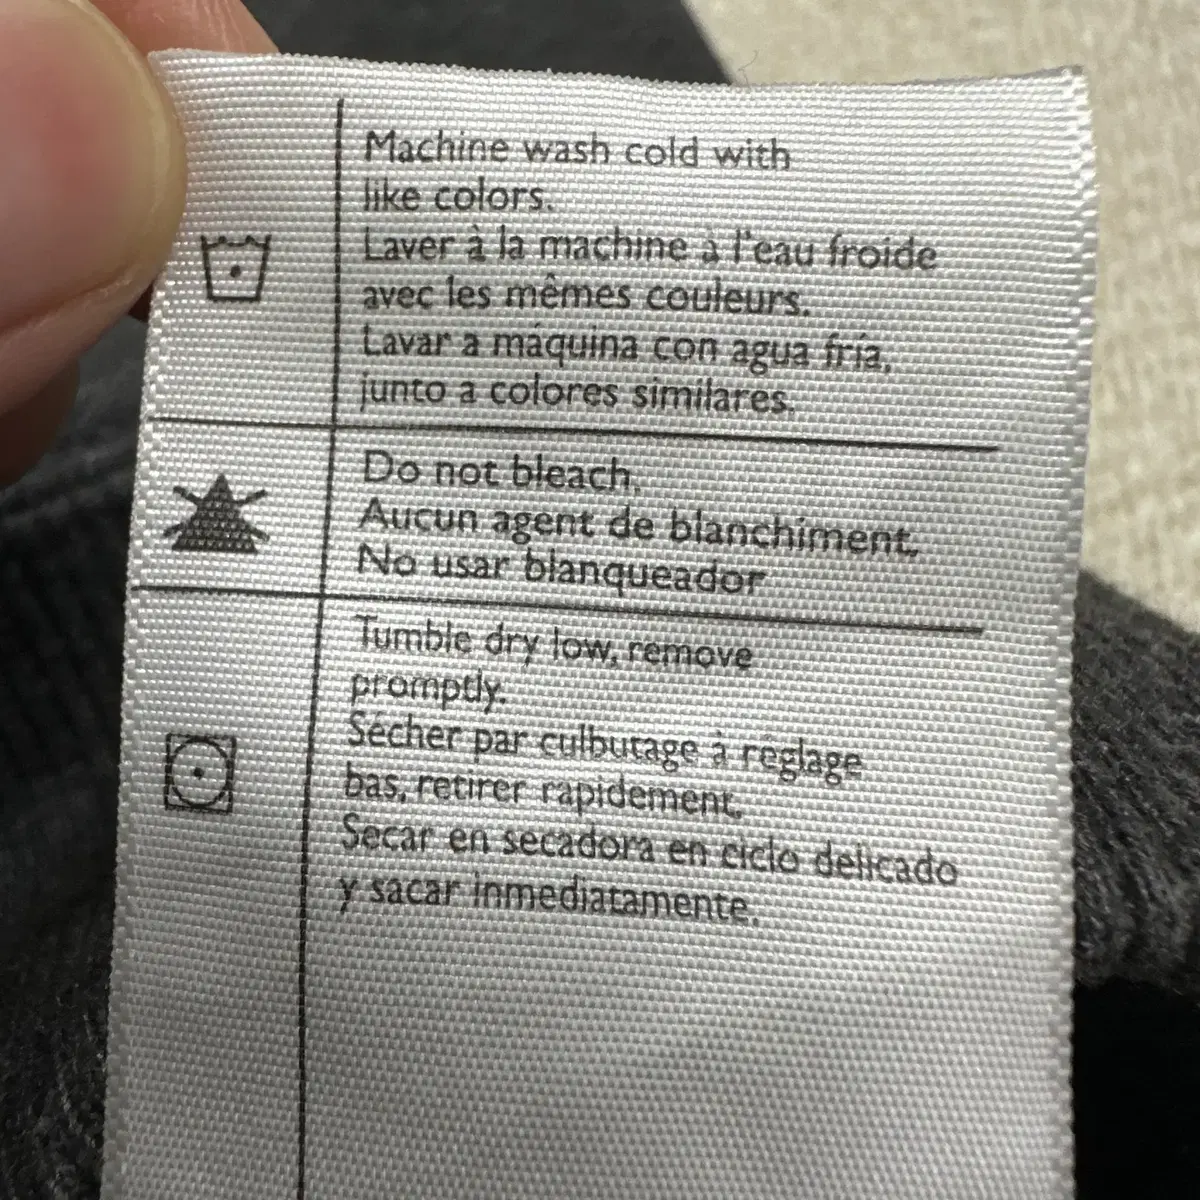 Machine wash cold with
like colors.
Laver à la machine à l'eau froide
avec les mêmes couleurs.
Lavar a máquina con agua fría,
junto a colores similares.
Do not bleach.
Aucun agent de blanchiment.
No usar blanqueador
Tumble dry low, remove
promptly.
Sécher par culbutage à réglage
bas, retirer rapidement.
Secar en secadora en ciclo delicado
y sacar inmediatamente.